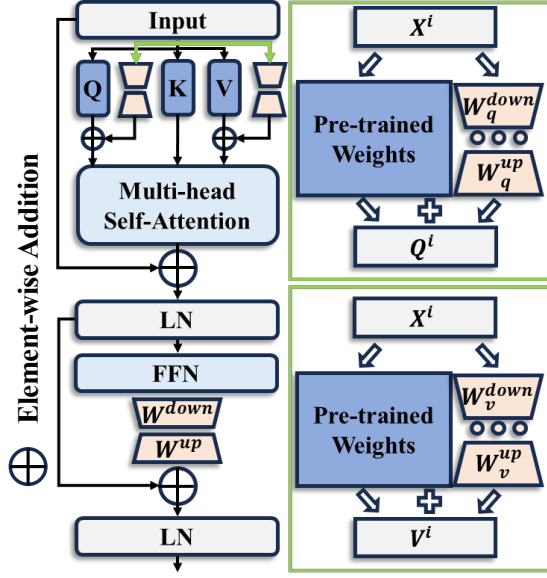 Input
Q
K
V
Multi-head
Self-Attention
LN
FFN
W^{down}
W^{up}
LN
Element-wise Addition
X^i
Pre-trained
Weights
W_q^{down}
W_q^{up}
Q^i
X^i
Pre-trained
Weights
W_v^{down}
W_v^{up}
V^i